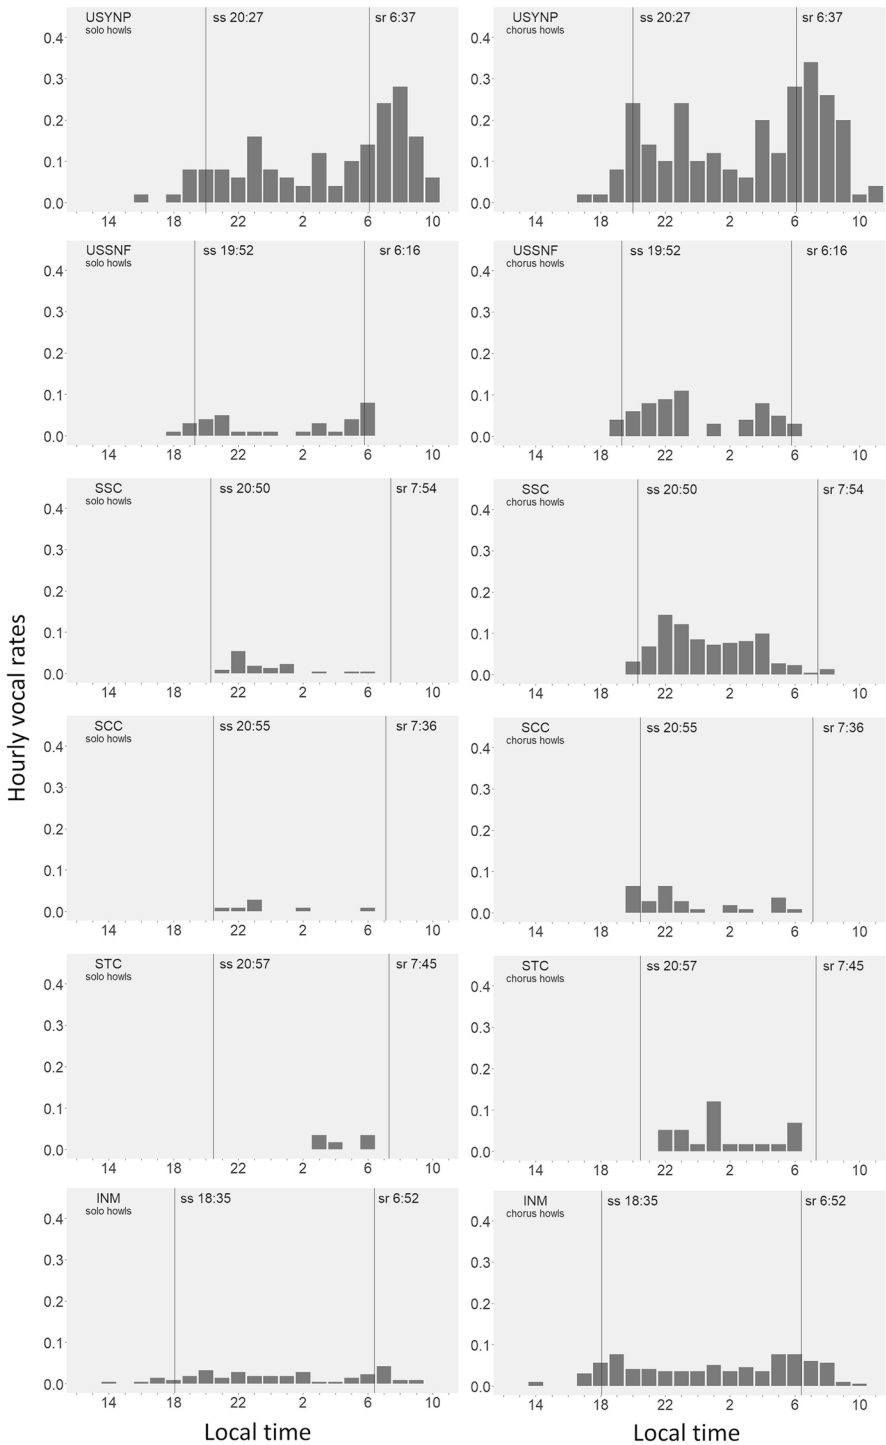 USYNP ss 20:27 sr 6:37
solo howls
0.4
0.3
0.2
0.1
0.0
14 18 22 2 6 10
USYNP ss 20:27 sr 6:37
chorus howls
0.4
0.3
0.2
0.1
0.0
14 18 22 2 6 10
USSNF ss 19:52 sr 6:16
solo howls
0.4
0.3
0.2
0.1
0.0
14 18 22 2 6 10
USSNF ss 19:52 sr 6:16
chorus howls
0.4
0.3
0.2
0.1
0.0
14 18 22 2 6 10
SSC ss 20:50 sr 7:54
solo howls
0.4
0.3
0.2
0.1
0.0
14 18 22 2 6 10
SSC ss 20:50 sr 7:54
chorus howls
0.4
0.3
0.2
0.1
0.0
14 18 22 2 6 10
Hourly vocal rates
SCC ss 20:55 sr 7:36
solo howls
0.4
0.3
0.2
0.1
0.0
14 18 22 2 6 10
SCC ss 20:55 sr 7:36
chorus howls
0.4
0.3
0.2
0.1
0.0
14 18 22 2 6 10
STC ss 20:57 sr 7:45
solo howls
0.4
0.3
0.2
0.1
0.0
14 18 22 2 6 10
STC ss 20:57 sr 7:45
chorus howls
0.4
0.3
0.2
0.1
0.0
14 18 22 2 6 10
INM ss 18:35 sr 6:52
solo howls
0.4
0.3
0.2
0.1
0.0
14 18 22 2 6 10
Local time
INM ss 18:35 sr 6:52
chorus howls
0.4
0.3
0.2
0.1
0.0
14 18 22 2 6 10
Local time